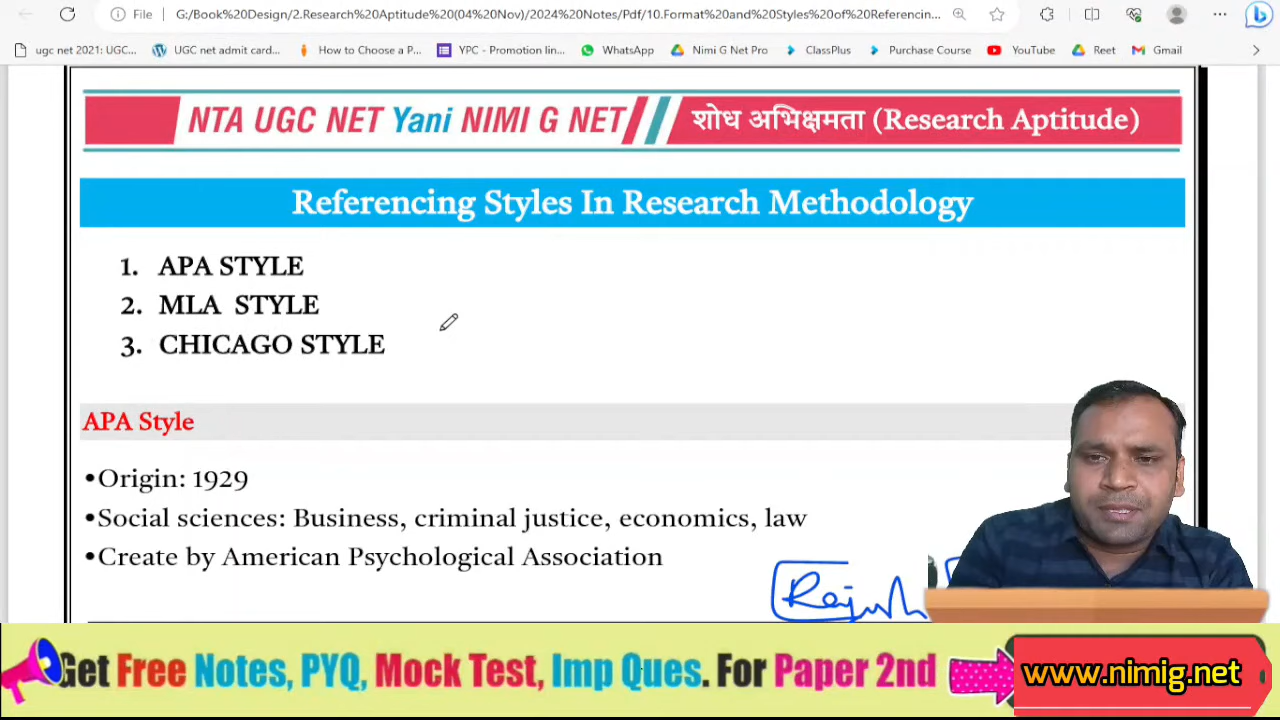 File
G:/Book%20Design/2.Research%20Aptitude%20(04%20Nov)/2024%20Notes/Pdf/10.Format%20and%20Styles%20of%20Referencin...
ugc net 2021: UGC... UGC net admit card... How to Choose a P... YPC - Promotion lin... WhatsApp Nimi G Net Pro ClassPlus Purchase Course YouTube Reet Gmail
NTA UGC NET Yani NIMI G NET शोध अभिक्षमता (Research Aptitude)
Referencing Styles In Research Methodology
1. APA STYLE
2. MLA STYLE
3. CHICAGO STYLE
APA Style
•Origin: 1929
•Social sciences: Business, criminal justice, economics, law
•Create by American Psychological Association
Get Free Notes, PYQ, Mock Test, Imp Ques. For Paper 2nd
www.nimig.net